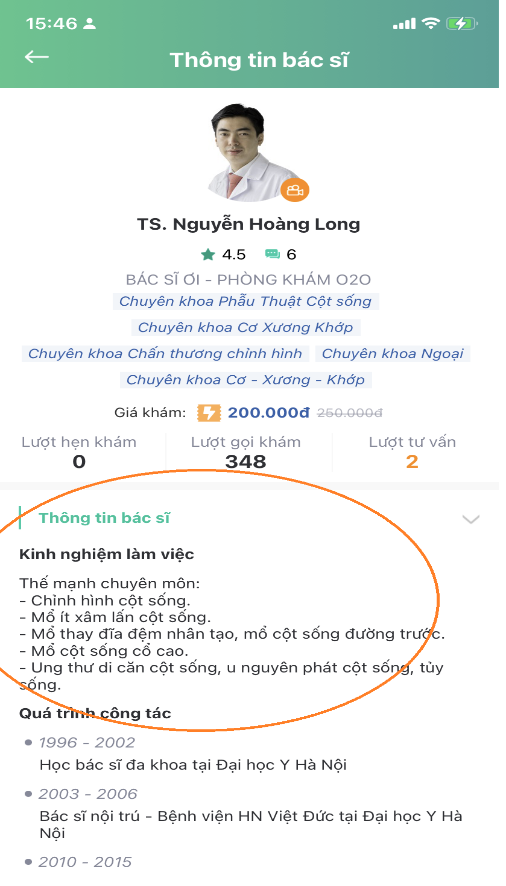 15:46
Thông tin bác sĩ
TS. Nguyễn Hoàng Long
4.5 6
BÁC SĨ ƠI - PHÒNG KHÁM O2O
Chuyên khoa Phẫu Thuật Cột sống
Chuyên khoa Cơ Xương Khớp
Chuyên khoa Chấn thương chỉnh hình Chuyên khoa Ngoại
Chuyên khoa Cơ - Xương - Khớp
Giá khám: 200.000đ 250.000đ
Lượt hẹn khám Lượt gọi khám Lượt tư vấn
0 348 2
Thông tin bác sĩ
Kinh nghiệm làm việc
Thế mạnh chuyên môn:
- Chỉnh hình cột sống.
- Mổ ít xâm lấn cột sống.
- Mổ thay đĩa đệm nhân tạo, mổ cột sống đường trước.
- Mổ cột sống cổ cao.
- Ung thư di căn cột sống, u nguyên phát cột sống, tủy
sống.
Quá trình công tác
1996 - 2002
Học bác sĩ đa khoa tại Đại học Y Hà Nội
2003 - 2006
Bác sĩ nội trú - Bệnh viện HN Việt Đức tại Đại học Y Hà
Nội
2010 - 2015